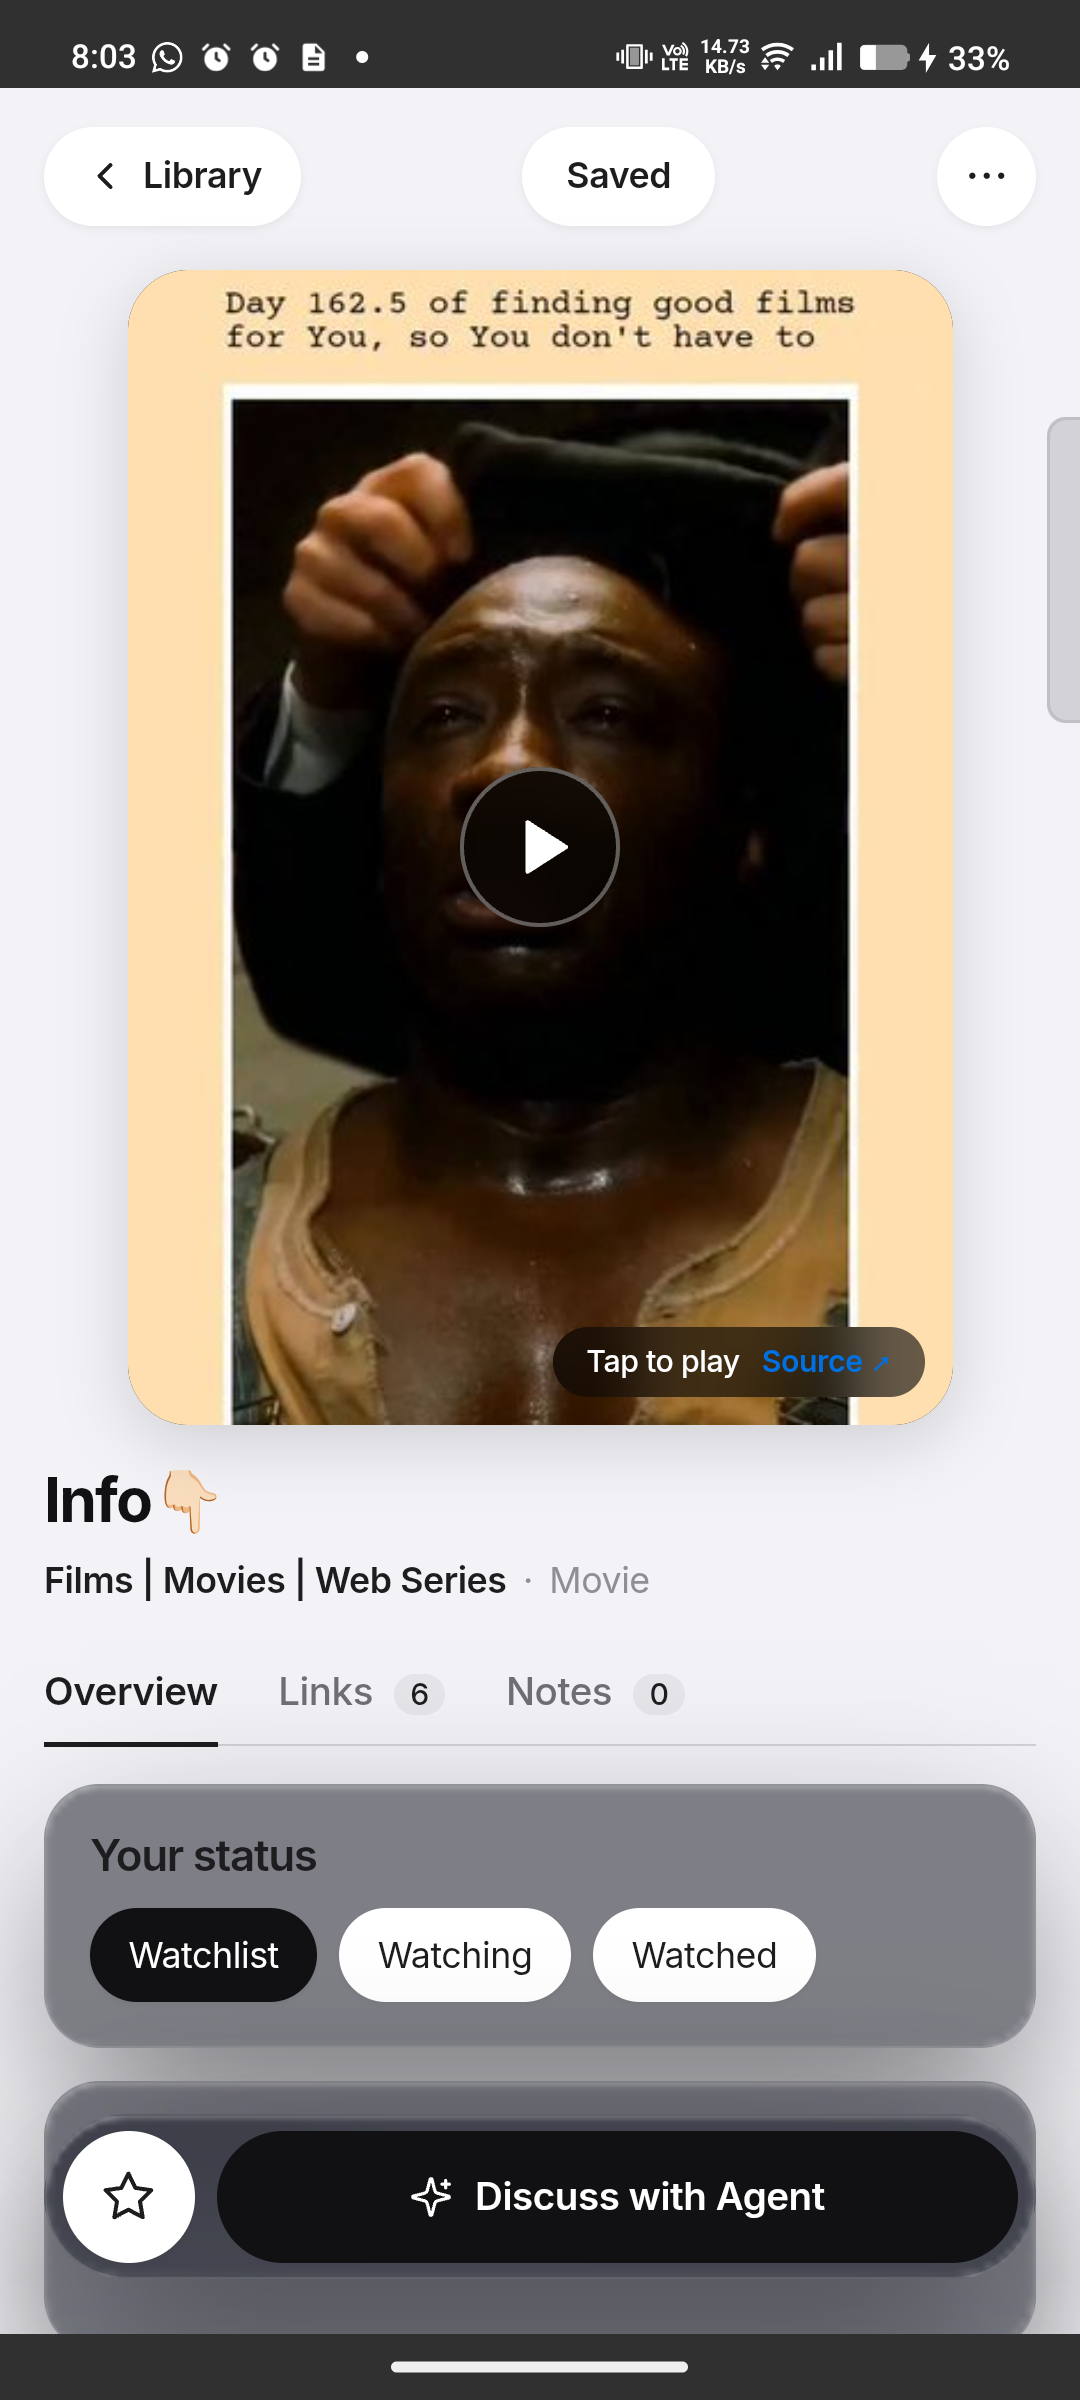 8:03
Vo)) LTE
14.73 KB/s
33%
Library
Saved
Day 162.5 of finding good films
for You, so You don't have to
Tap to play Source ↗
Info👇🏻
Films | Movies | Web Series · Movie
Overview Links 6 Notes 0
Your status
Watchlist Watching Watched
Discuss with Agent